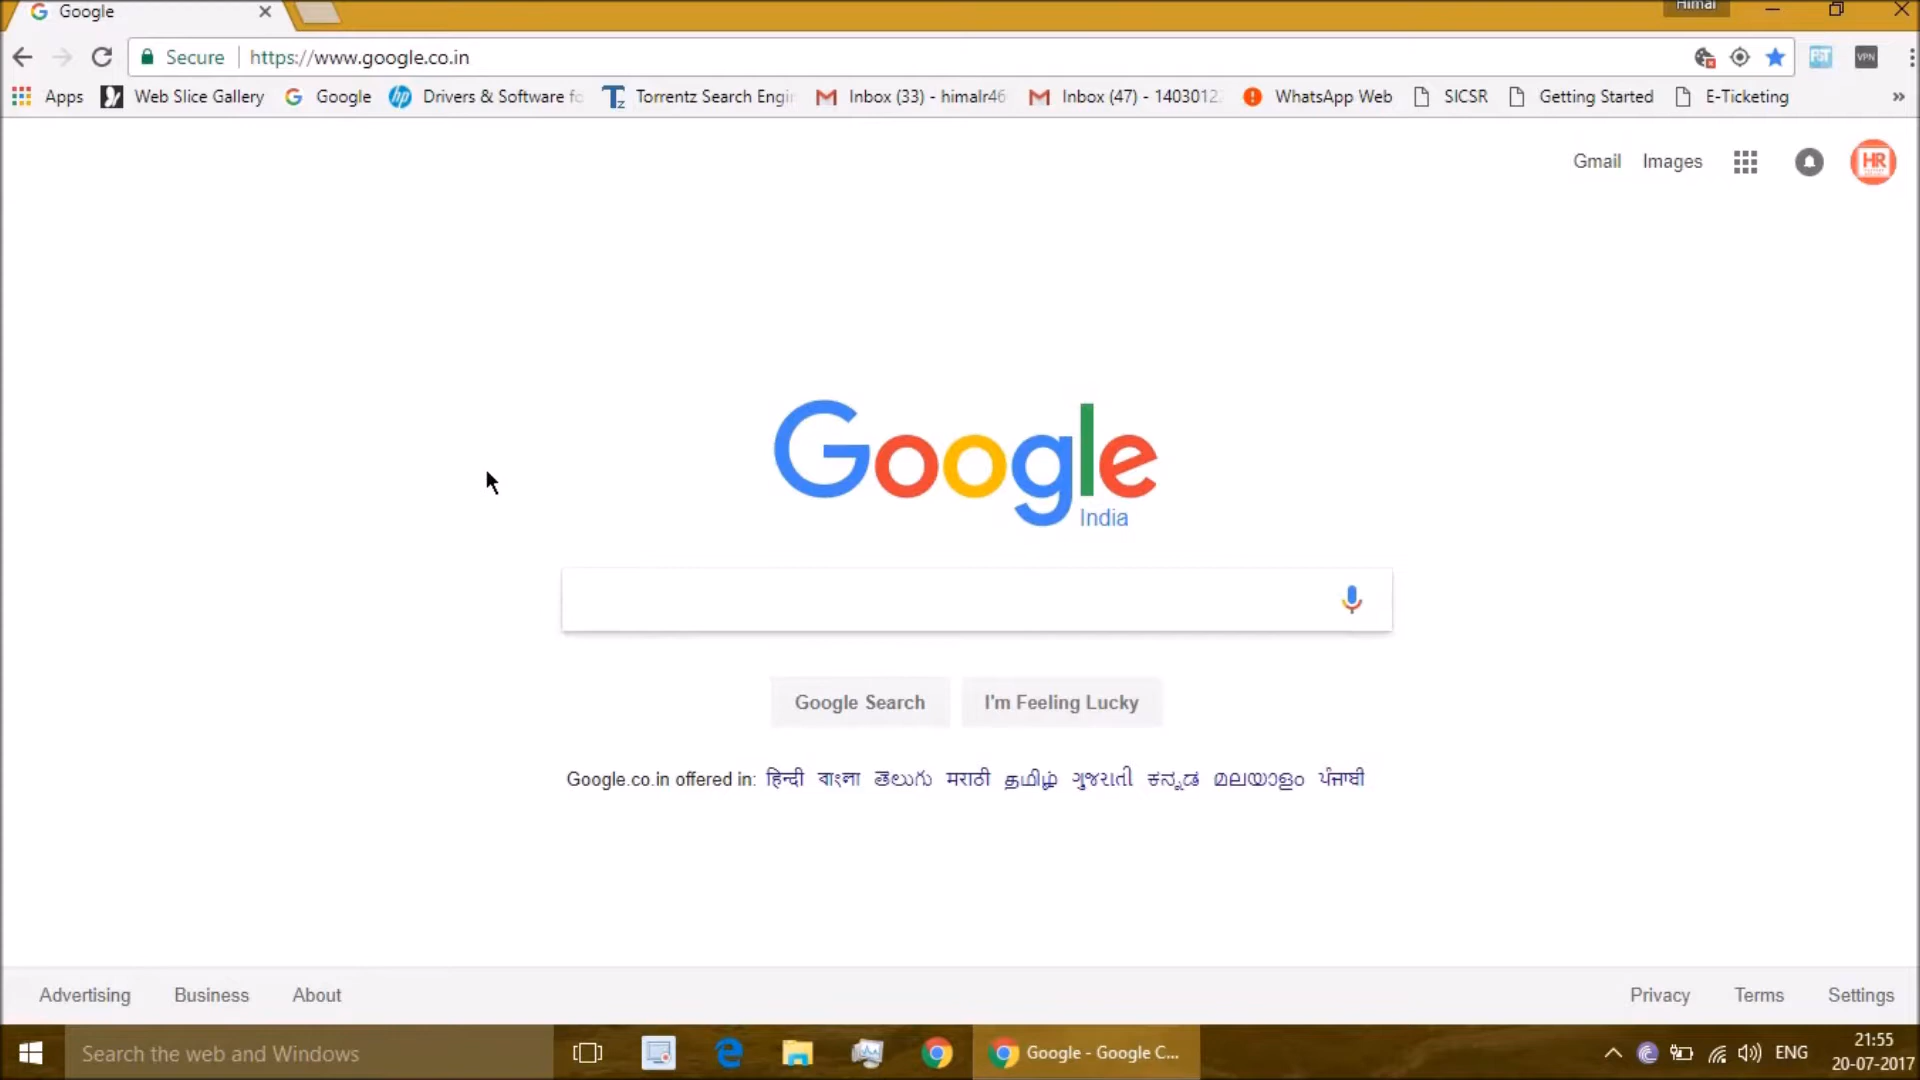 Google
Himal
Secure https://www.google.co.in
VPN
Apps Web Slice Gallery Google Drivers & Software fo Torrentz Search Engin Inbox (33) - himalr46 Inbox (47) - 1403012 WhatsApp Web SICSR Getting Started E-Ticketing »
Gmail Images HR
Google
India
Google Search I'm Feeling Lucky
Google.co.in offered in: हिन्दी বাংলা తెలుగు मराठी தமிழ் ગુજરાતી ಕನ್ನಡ മലയാളം ਪੰਜਾਬੀ
Advertising Business About Privacy Terms Settings
Search the web and Windows Google - Google C... ENG 21:55
20-07-2017